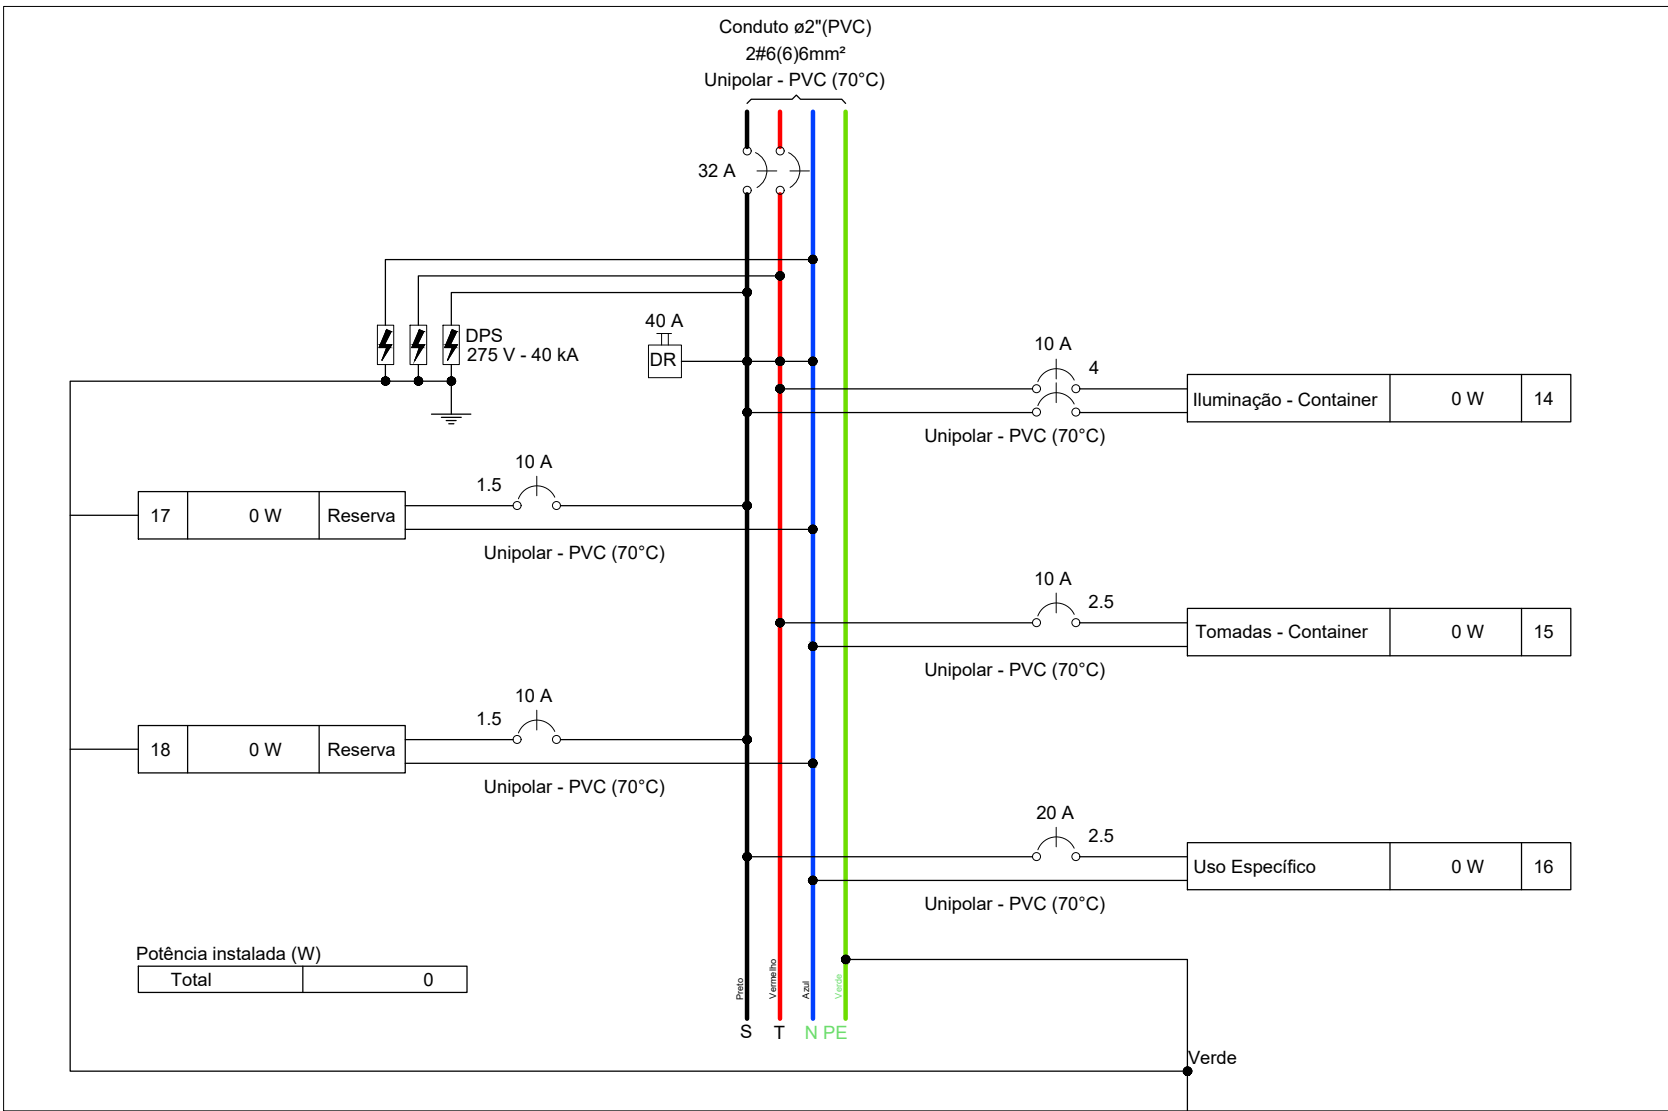 Conduto ø2"(PVC)
2#6(6)6mm²
Unipolar - PVC (70°C)
32 A
DPS
275 V - 40 kA
40 A
DR
10 A
4
Iluminação - Container 0 W 14
Unipolar - PVC (70°C)
10 A
1.5
17 0 W Reserva
Unipolar - PVC (70°C)
10 A
2.5
Tomadas - Container 0 W 15
Unipolar - PVC (70°C)
10 A
1.5
18 0 W Reserva
Unipolar - PVC (70°C)
20 A
2.5
Uso Específico 0 W 16
Unipolar - PVC (70°C)
Potência instalada (W)
Total 0
Preto
Vermelho
Azul
Verde
S T N PE
Verde